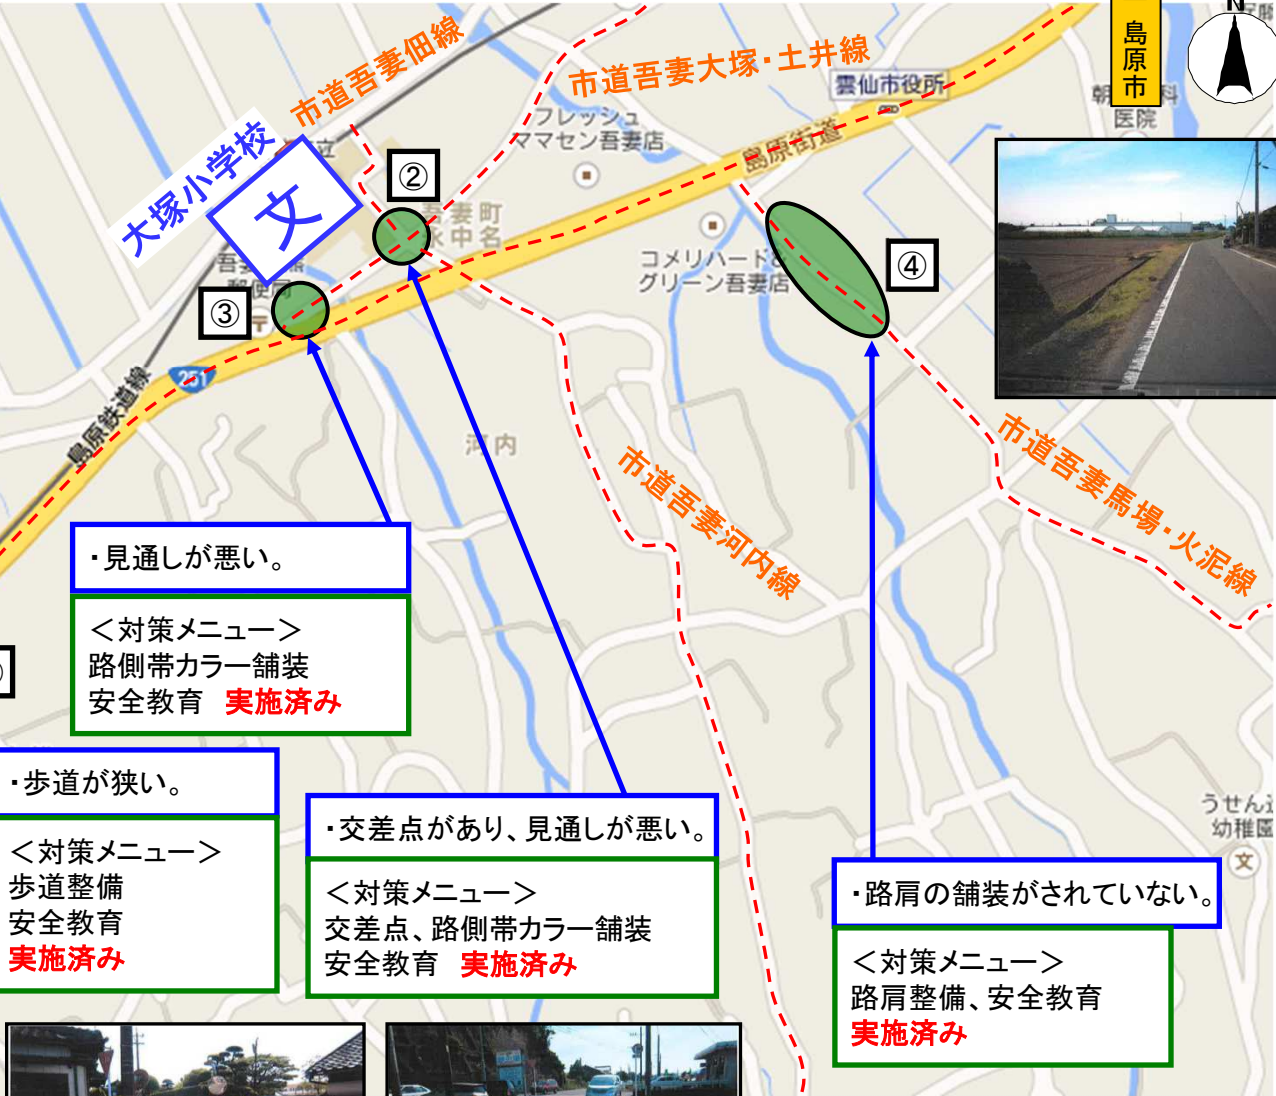 市道吾妻佃線
市道吾妻大塚・土井線
島原市
N
雲仙市役所
医院
フレッシュ
ママセン吾妻店
島原街道
大塚小学校
文
②
吾妻町
永中名
コメリハード&
グリーン吾妻店
④
③
251
島原鉄道線
河内
市道吾妻河内線
市道吾妻馬場・火泥線
・見通しが悪い。
＜対策メニュー＞
路側帯カラー舗装
安全教育 実施済み
・歩道が狭い。
＜対策メニュー＞
歩道整備
安全教育
実施済み
・交差点があり、見通しが悪い。
＜対策メニュー＞
交差点、路側帯カラー舗装
安全教育 実施済み
うせん
幼稚園
文
・路肩の舗装がされていない。
＜対策メニュー＞
路肩整備、安全教育
実施済み